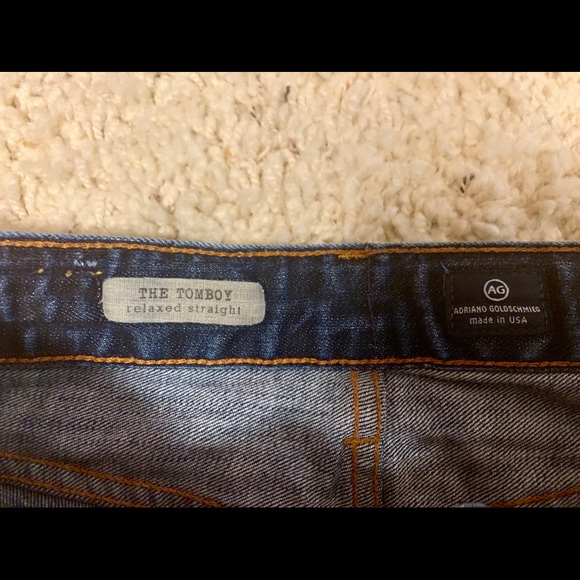 THE TOMBOY
relaxed straight
AG
ADRIANO GOLDSCHMIED
made in USA